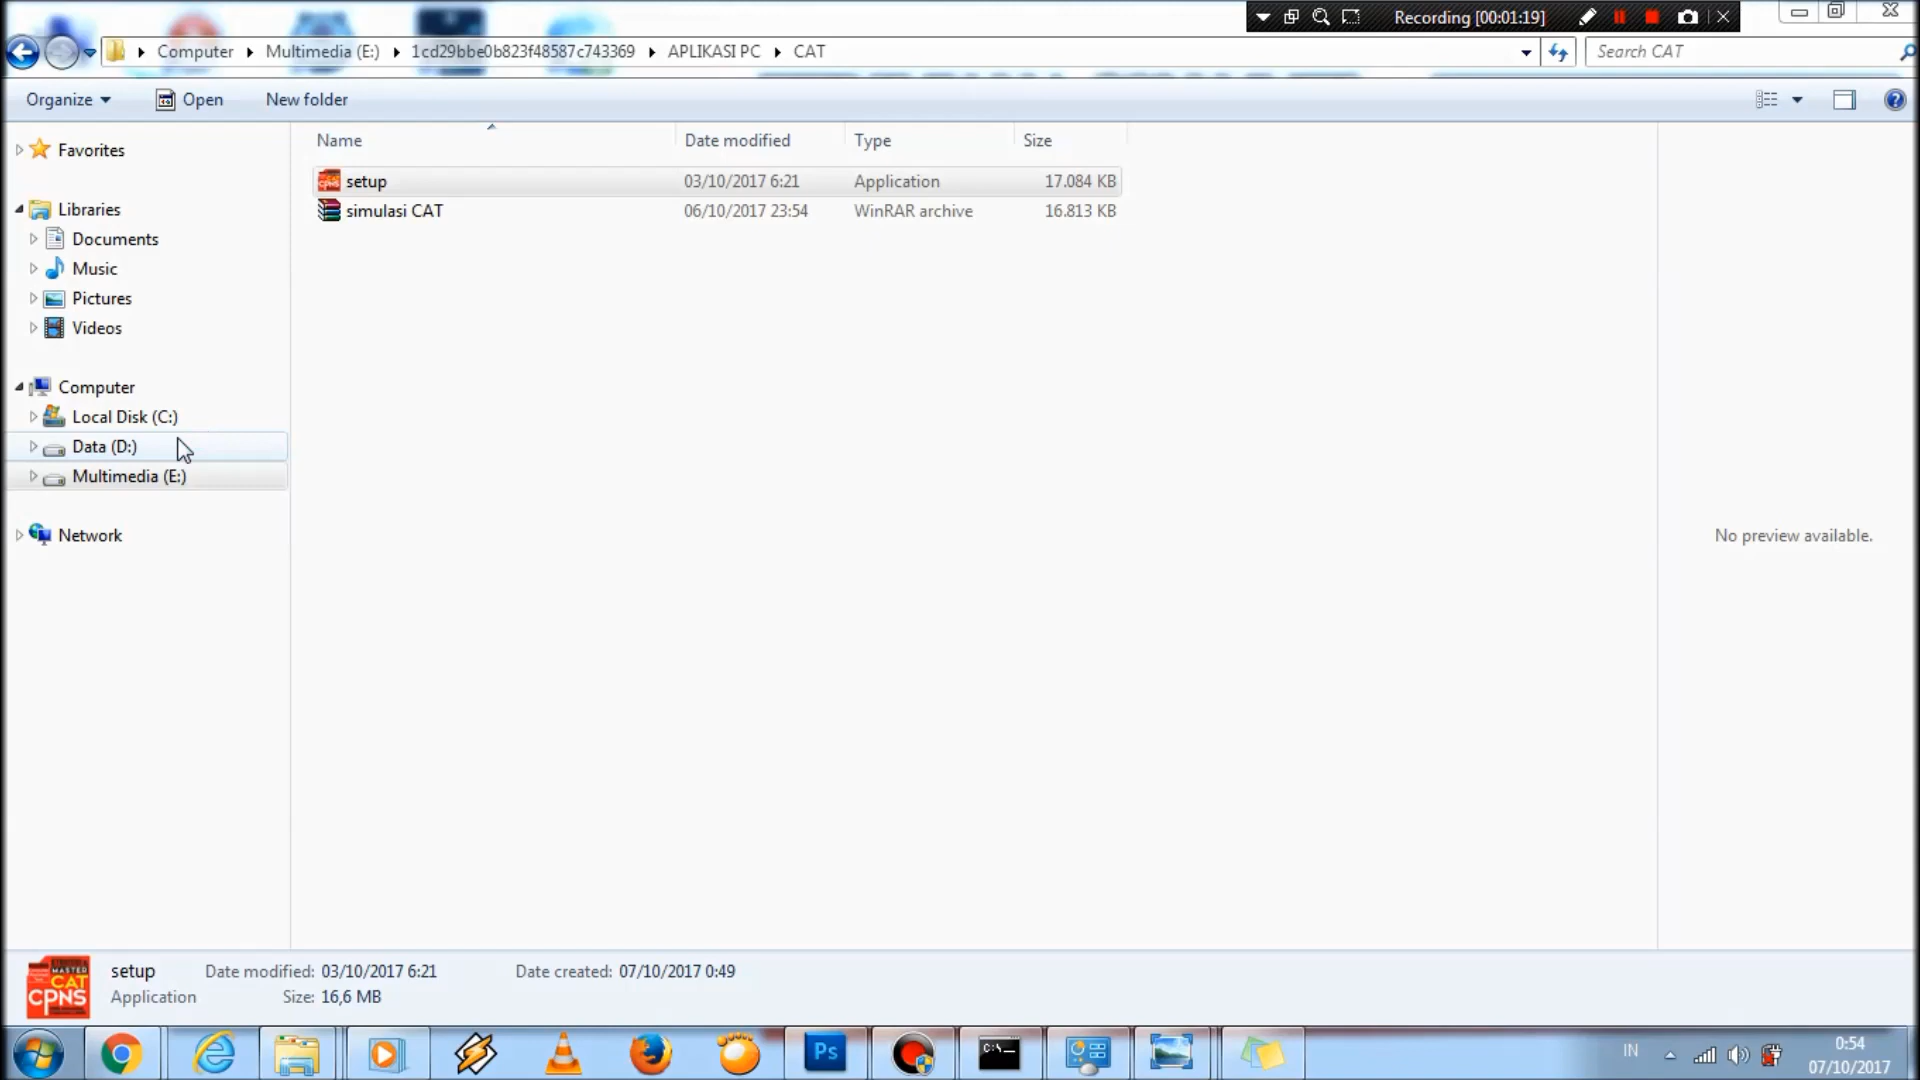 Recording [00:01:19]
Computer Multimedia (E:) 1cd29bbe0b823f48587c743369 APLIKASI PC CAT
Search CAT
Organize Open New folder
Name Date modified Type Size
setup 03/10/2017 6:21 Application 17.084 KB
simulasi CAT 06/10/2017 23:54 WinRAR archive 16.813 KB
Favorites
Libraries
Documents
Music
Pictures
Videos
Computer
Local Disk (C:)
Data (D:)
Multimedia (E:)
Network
No preview available.
MASTER
CAT
CPNS
setup Date modified: 03/10/2017 6:21 Date created: 07/10/2017 0:49
Application Size: 16,6 MB
Ps
C:\
IN
0:54
07/10/2017